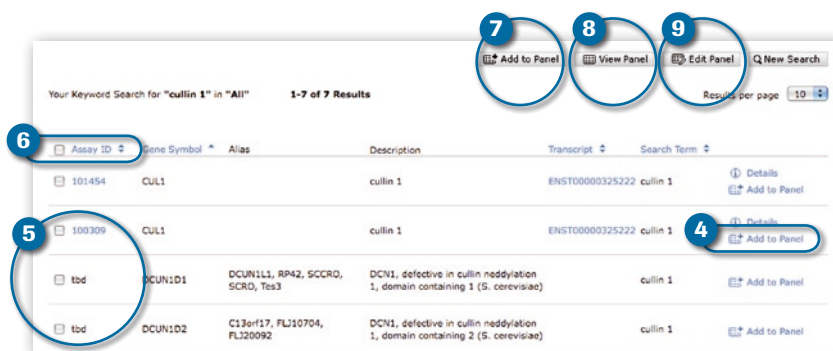 7 8 9
Add to Panel View Panel Edit Panel New Search
Your Keyword Search for "cullin 1" in "All" 1-7 of 7 Results Results per page 10
6
Assay ID Gene Symbol Alias Description Transcript Search Term
101454 CUL1 cullin 1 ENST00000325222 cullin 1 Details
Add to Panel
5 4
100309 CUL1 cullin 1 ENST00000325222 cullin 1 Details
Add to Panel
tbd DCUN1D1 DCUN1L1, RP42, SCCRO, DCN1, defective in cullin neddylation cullin 1 Add to Panel
SCRO, Tes3 1, domain containing 1 (S. cerevisiae)
tbd DCUN1D2 C13orf17, FLJ10704, DCN1, defective in cullin neddylation cullin 1 Add to Panel
FLJ20092 1, domain containing 2 (S. cerevisiae)